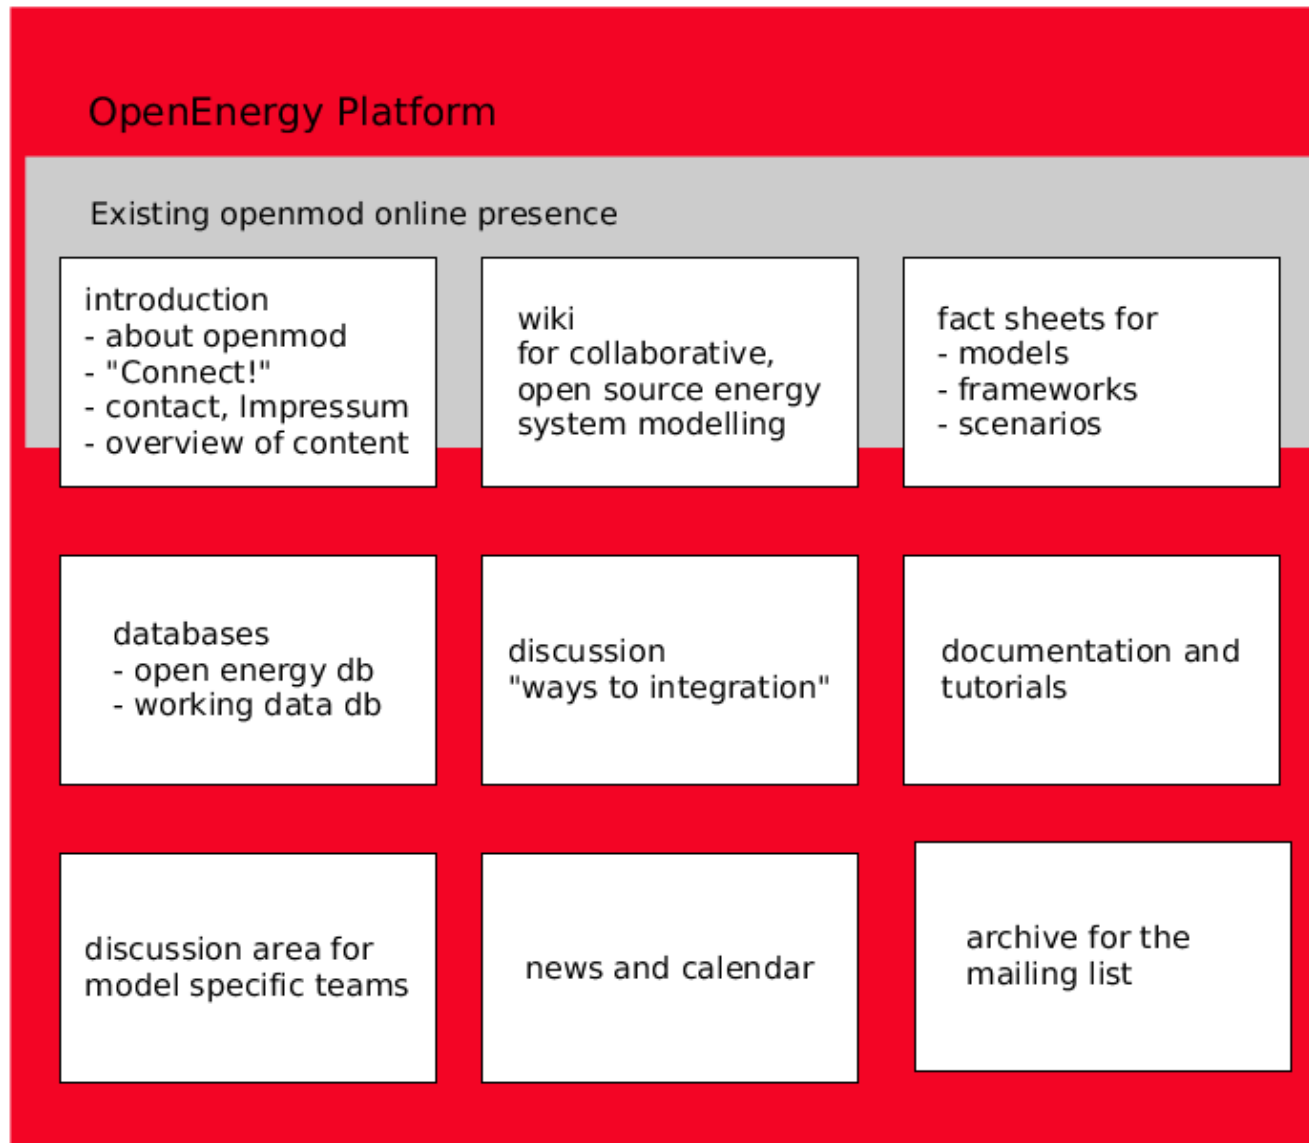 OpenEnergy Platform
Existing openmod online presence
introduction
- about openmod
- "Connect!"
- contact, Impressum
- overview of content
wiki
for collaborative,
open source energy
system modelling
fact sheets for
- models
- frameworks
- scenarios
databases
- open energy db
- working data db
discussion
"ways to integration"
documentation and
tutorials
discussion area for
model specific teams
news and calendar
archive for the
mailing list